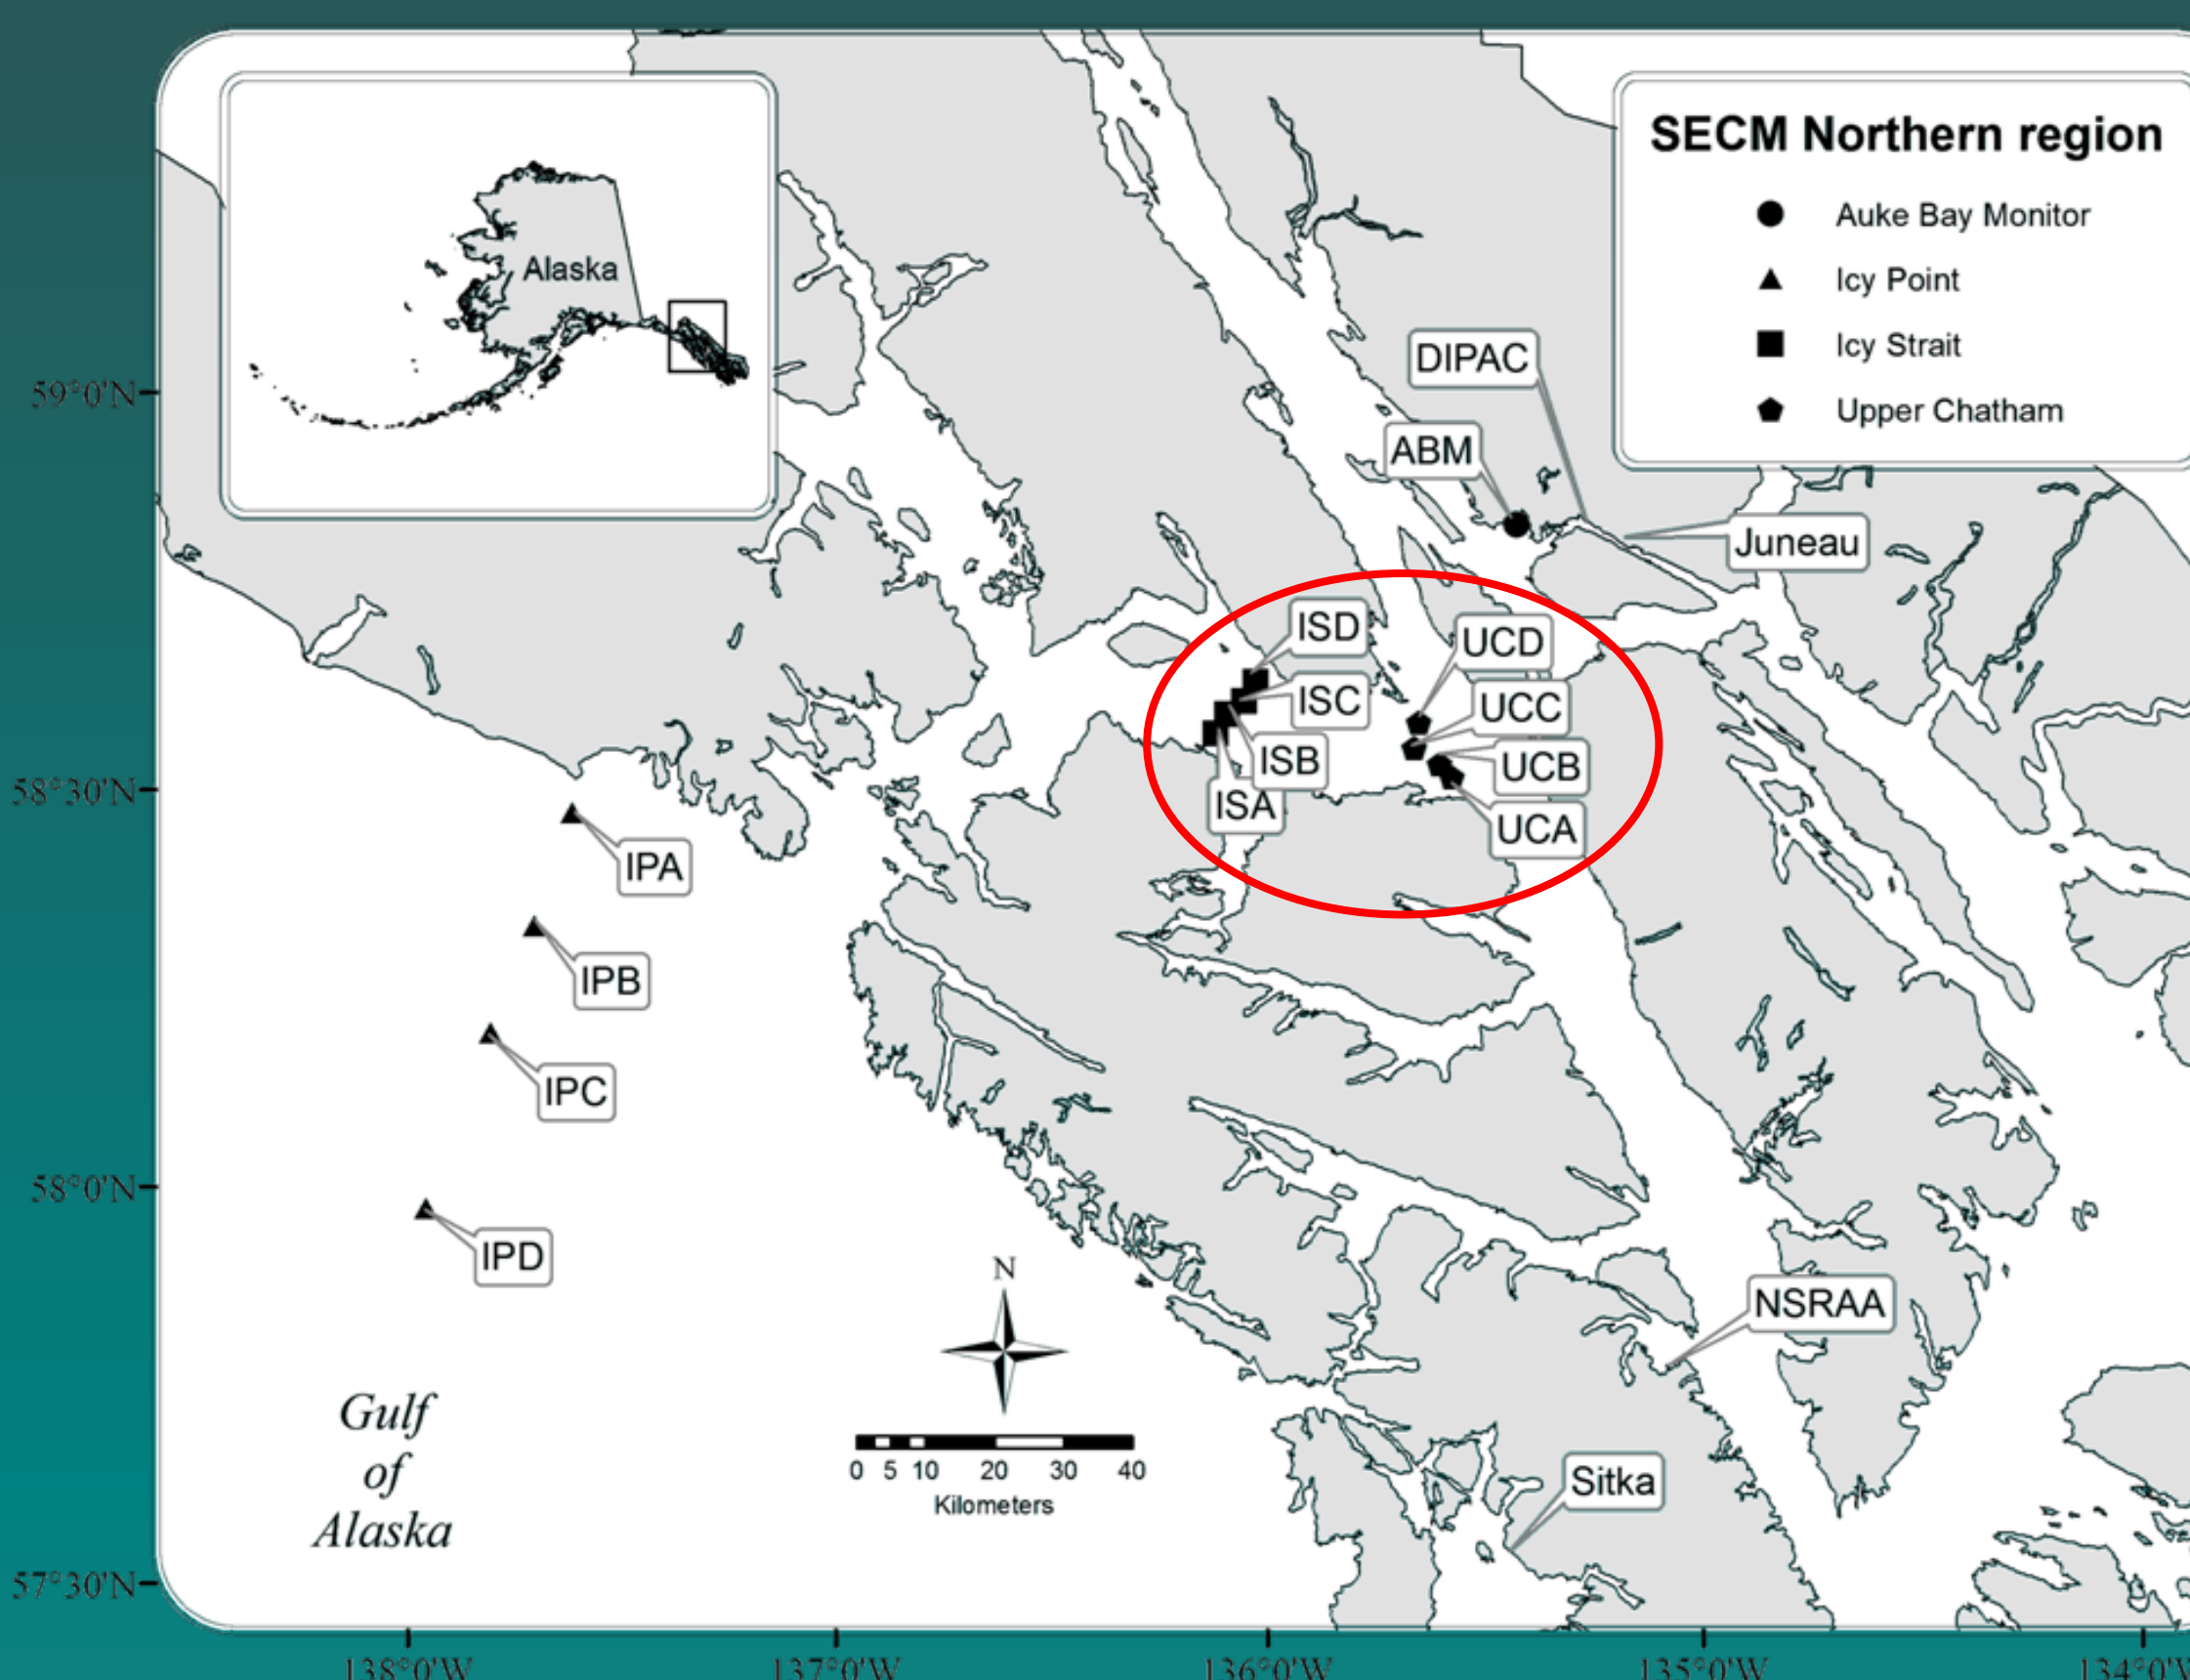 SECM Northern region
Auke Bay Monitor
Icy Point
Icy Strait
Upper Chatham
Alaska
DIPAC
ABM
Juneau
ISD
UCD
ISC
UCC
ISB
UCB
ISA
UCA
IPA
IPB
IPC
IPD
NSRAA
Sitka
Gulf
of
Alaska
N
0 5 10 20 30 40
Kilometers
59°0'N
58°30'N
58°0'N
57°30'N
138°0'W
137°0'W
136°0'W
135°0'W
134°0'W